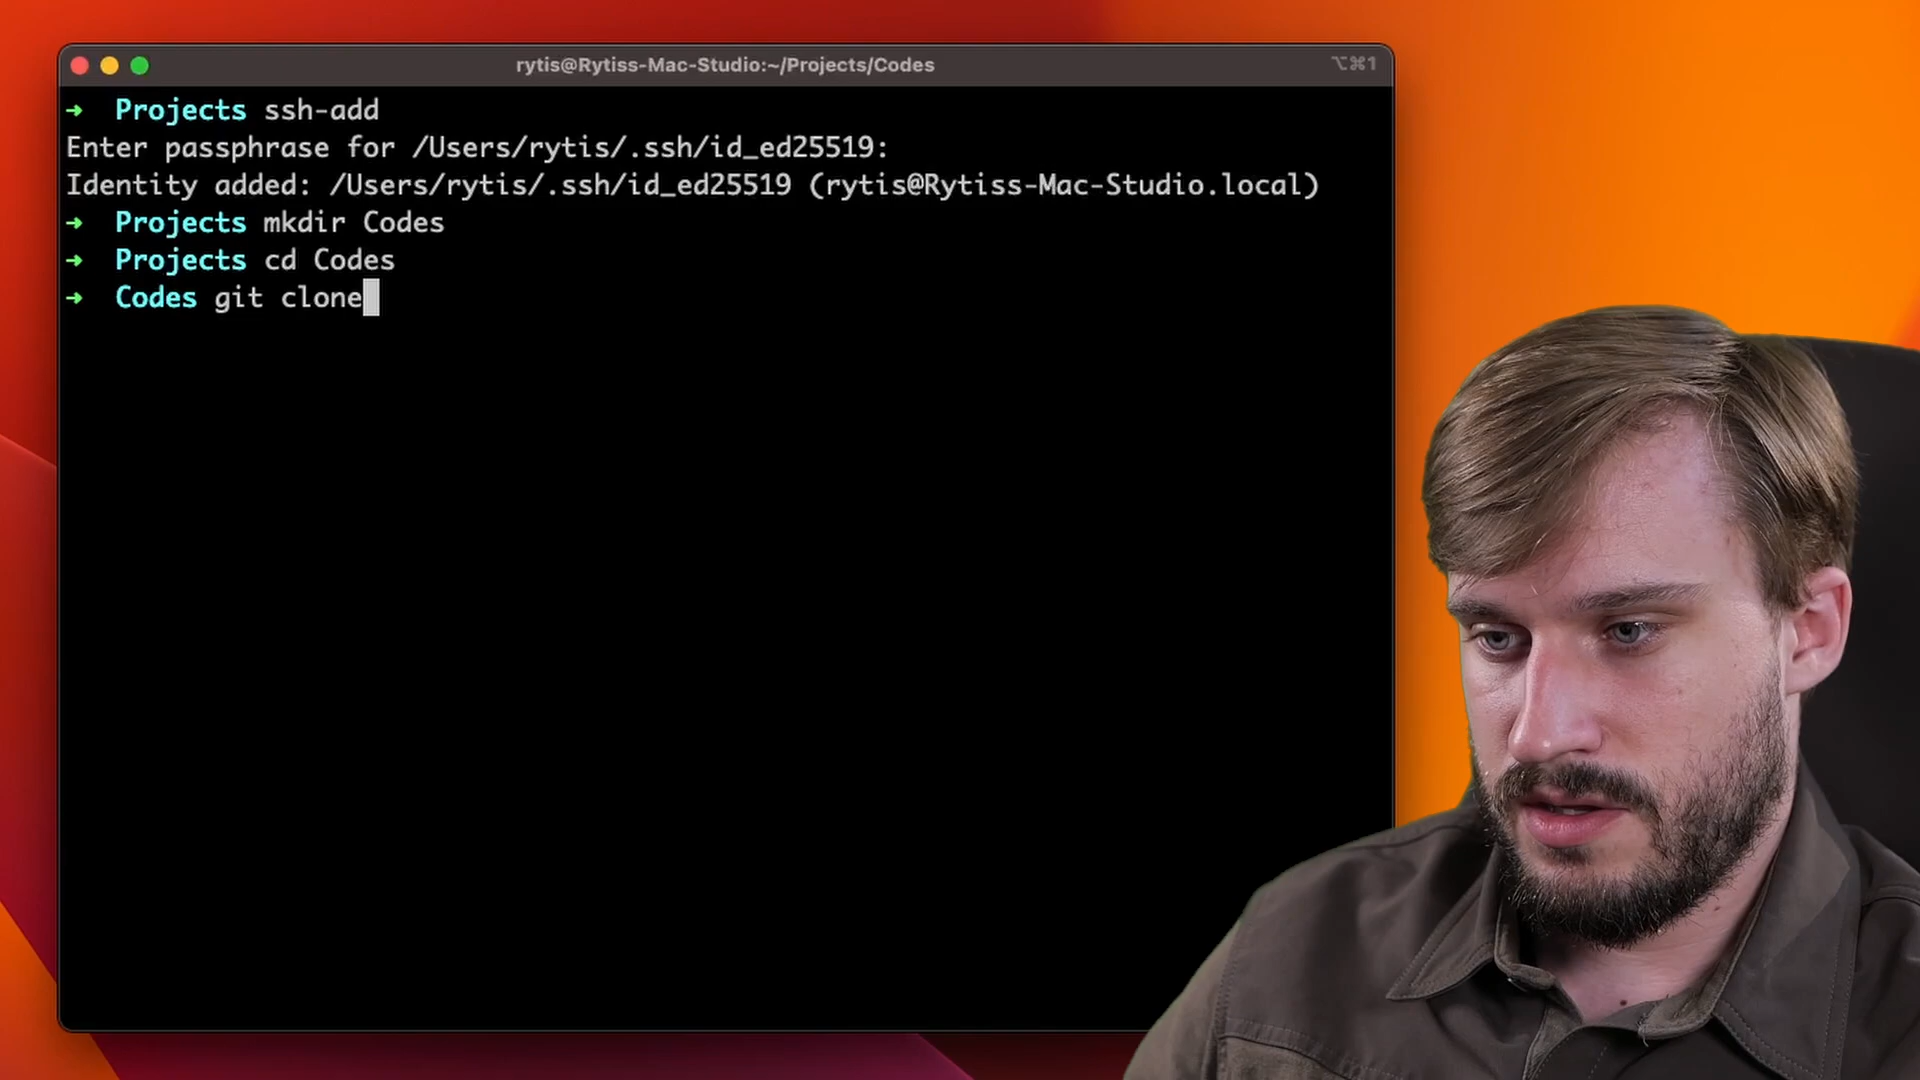 rytis@Rytiss-Mac-Studio:~/Projects/Codes
⌥⌘1
➜ Projects ssh-add
Enter passphrase for /Users/rytis/.ssh/id_ed25519:
Identity added: /Users/rytis/.ssh/id_ed25519 (rytis@Rytiss-Mac-Studio.local)
➜ Projects mkdir Codes
➜ Projects cd Codes
➜ Codes git clone